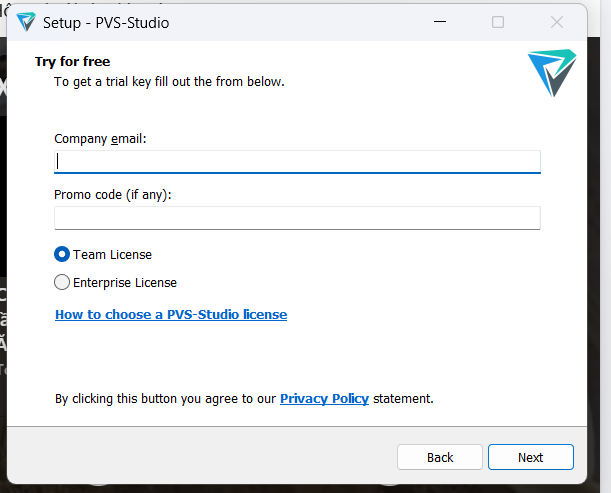 Setup - PVS-Studio
Try for free
To get a trial key fill out the from below.
Company email:
Promo code (if any):
Team License
Enterprise License
How to choose a PVS-Studio license
By clicking this button you agree to our Privacy Policy statement.
Back
Next